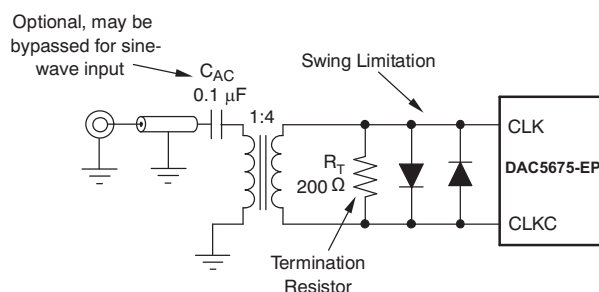 Optional, may be
bypassed for sine-
wave input
C_AC
0.1 μF
1:4
Swing Limitation
R_T
200 Ω
Termination
Resistor
CLK
DAC5675-EP
CLKC